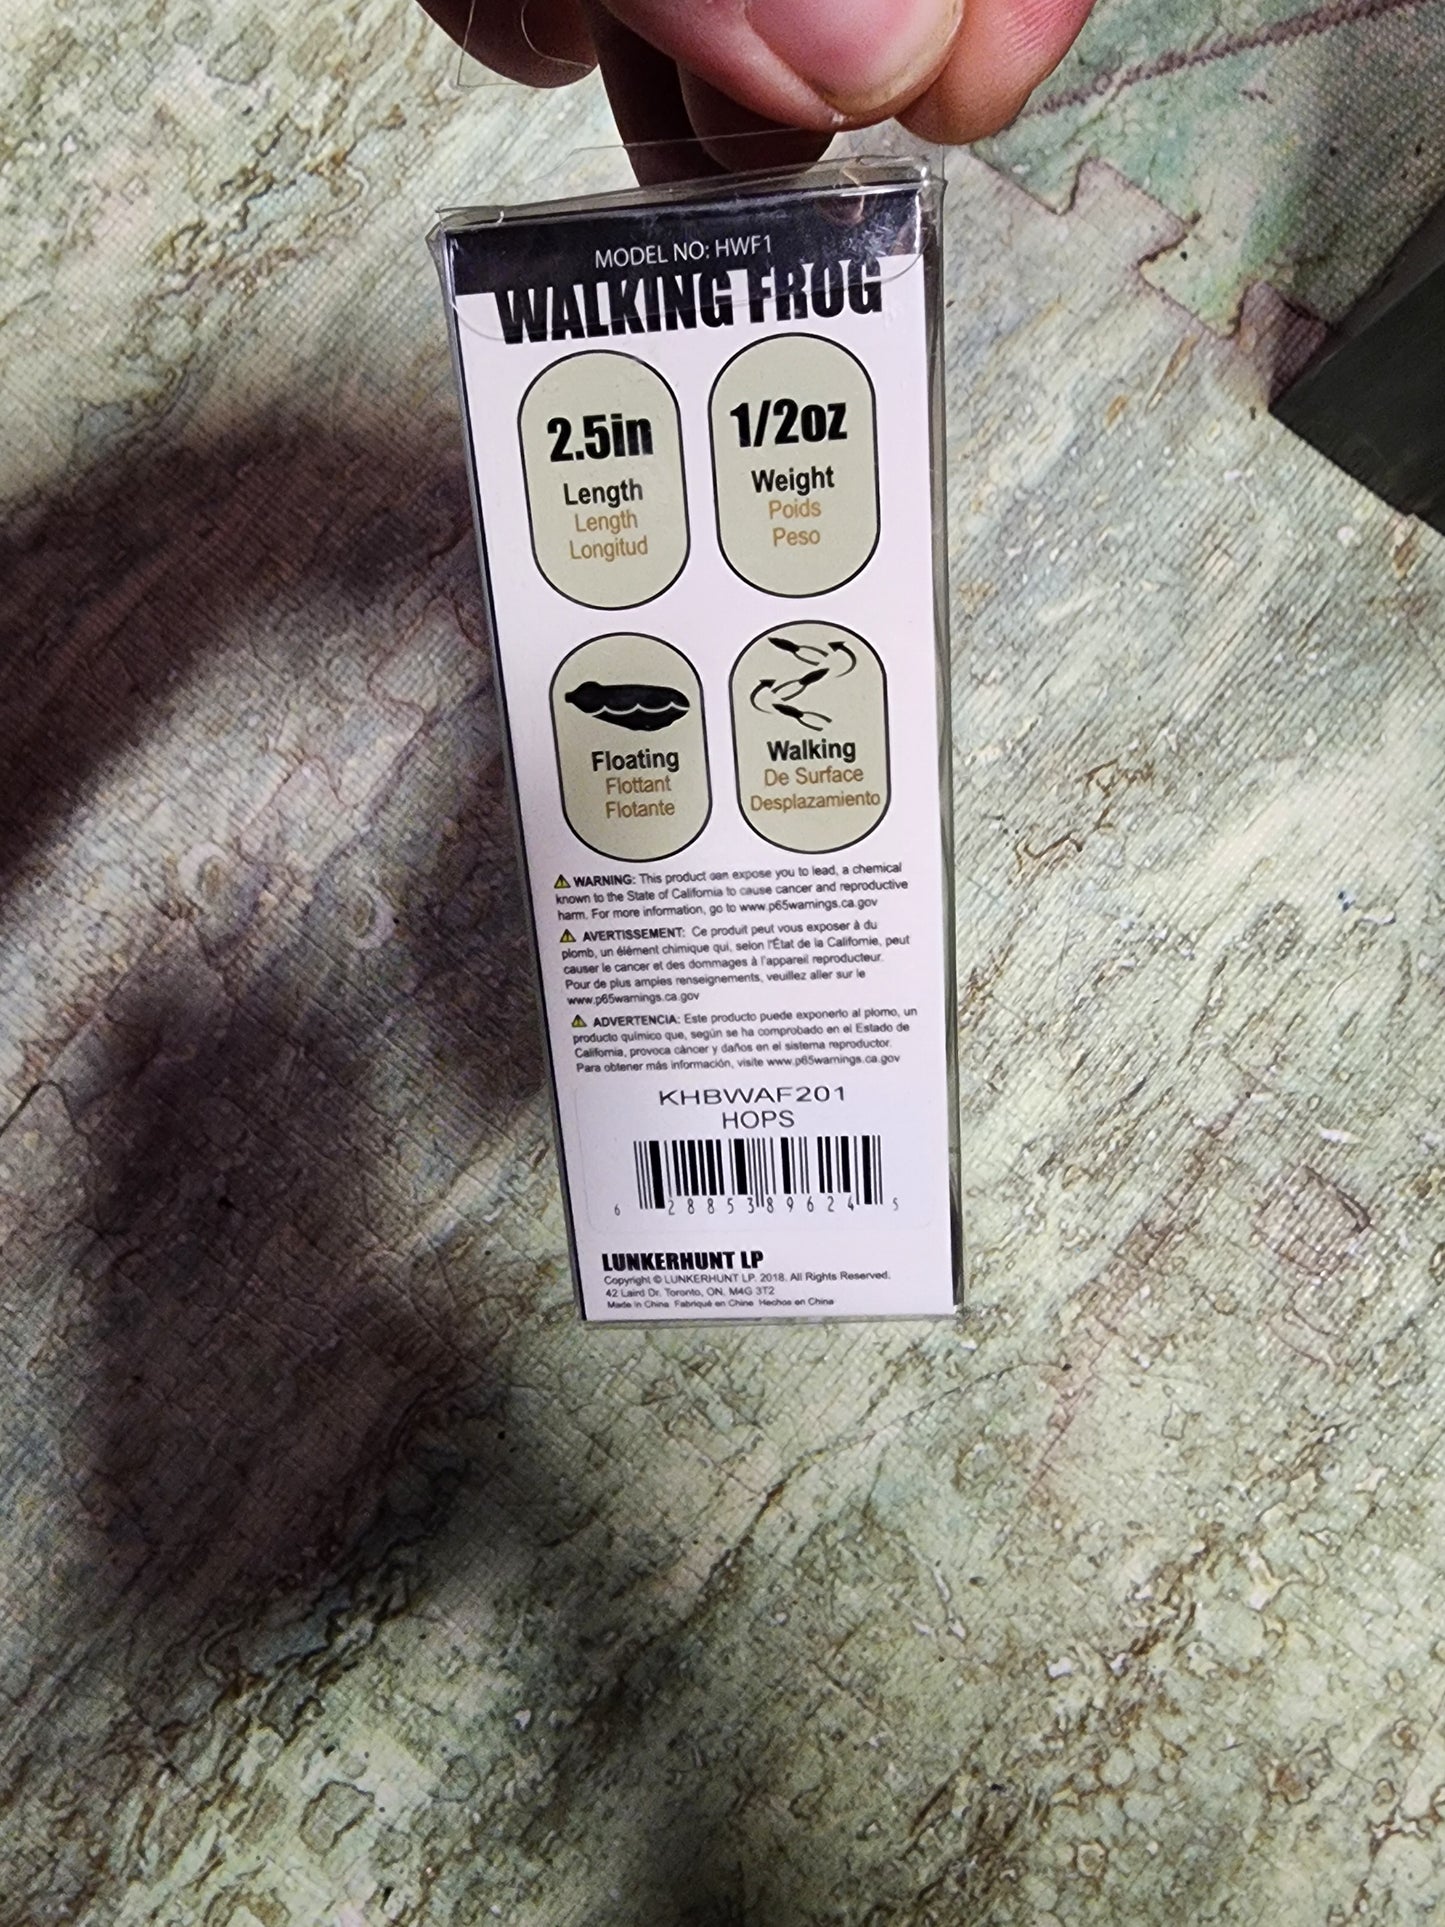 MODEL NO: HWF1
WALKING FROG
2.5in
Length
Length
Longitud
1/2oz
Weight
Poids
Peso
Floating
Flottant
Flotante
Walking
De Surface
Desplazamiento
WARNING: This product can expose you to lead, a chemical
known to the State of California to cause cancer and reproductive
harm. For more information, go to www.p65warnings.ca.gov
AVERTISSEMENT: Ce produit peut vous exposer à du
plomb, un élément chimique qui, selon l'État de la Californie, peut
causer le cancer et des dommages à l'appareil reproducteur.
Pour de plus amples renseignements, veuillez aller sur le
www.p65warnings.ca.gov
ADVERTENCIA: Este producto puede exponerlo al plomo, un
producto químico que, según se ha comprobado en el Estado de
California, provoca cáncer y daños en el sistema reproductor.
Para obtener más información, visite www.p65warnings.ca.gov
KHBWAF201
HOPS
6 28853 89624 5
LUNKERHUNT LP
Copyright © LUNKERHUNT LP. 2018. All Rights Reserved.
42 Laird Dr. Toronto, ON. M4G 3T2
Made in China Fabriqué en Chine Hechos en China